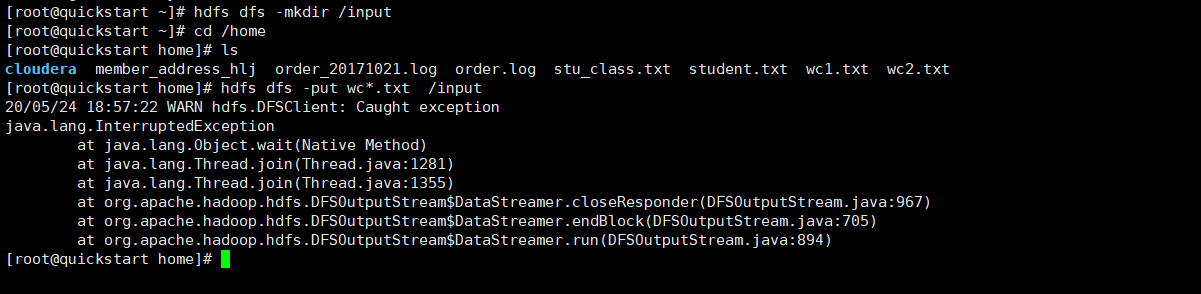 [root@quickstart ~]# hdfs dfs -mkdir /input
[root@quickstart ~]# cd /home
[root@quickstart home]# ls
cloudera  member_address_hlj  order_20171021.log  order.log  stu_class.txt  student.txt  wc1.txt  wc2.txt
[root@quickstart home]# hdfs dfs -put wc*.txt  /input
20/05/24 18:57:22 WARN hdfs.DFSClient: Caught exception
java.lang.InterruptedException
        at java.lang.Object.wait(Native Method)
        at java.lang.Thread.join(Thread.java:1281)
        at java.lang.Thread.join(Thread.java:1355)
        at org.apache.hadoop.hdfs.DFSOutputStream$DataStreamer.closeResponder(DFSOutputStream.java:967)
        at org.apache.hadoop.hdfs.DFSOutputStream$DataStreamer.endBlock(DFSOutputStream.java:705)
        at org.apache.hadoop.hdfs.DFSOutputStream$DataStreamer.run(DFSOutputStream.java:894)
[root@quickstart home]#